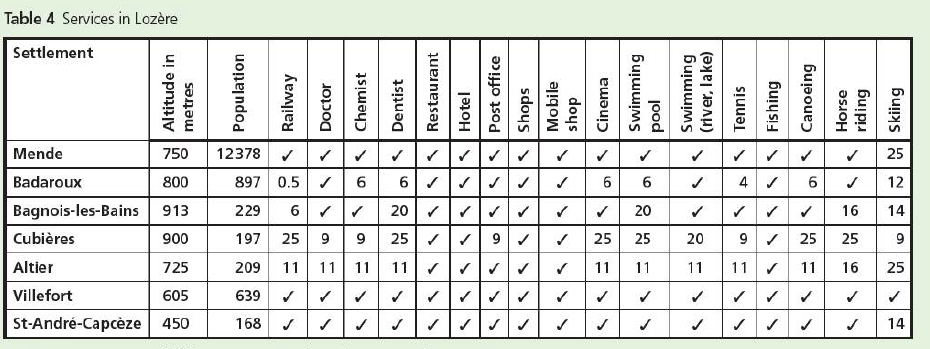 Table 4 Services in Lozère
Settlement Altitude in metres Population Railway Doctor Chemist Dentist Restaurant Hotel Post office Shops Mobile shop Cinema Swimming pool Swimming (river, lake) Tennis Fishing Canoeing Horse riding Skiing
Mende 750 12378 ✓ ✓ ✓ ✓ ✓ ✓ ✓ ✓ ✓ ✓ ✓ ✓ ✓ ✓ ✓ ✓ 25
Badaroux 800 897 0.5 ✓ 6 6 ✓ ✓ ✓ ✓ ✓ 6 6 ✓ 4 ✓ 6 ✓ 12
Bagnois-les-Bains 913 229 6 ✓ ✓ 20 ✓ ✓ ✓ ✓ ✓ ✓ 20 ✓ ✓ ✓ ✓ 16 14
Cubières 900 197 25 9 9 25 ✓ ✓ 9 ✓ ✓ 25 25 20 9 ✓ 25 25 9
Altier 725 209 11 11 11 11 ✓ ✓ ✓ ✓ ✓ 11 11 11 11 ✓ 11 16 25
Villefort 605 639 ✓ ✓ ✓ ✓ ✓ ✓ ✓ ✓ ✓ ✓ ✓ ✓ ✓ ✓ ✓ ✓ ✓
St-André-Capcèze 450 168 ✓ ✓ ✓ ✓ ✓ ✓ ✓ ✓ ✓ ✓ ✓ ✓ ✓ ✓ ✓ ✓ 14